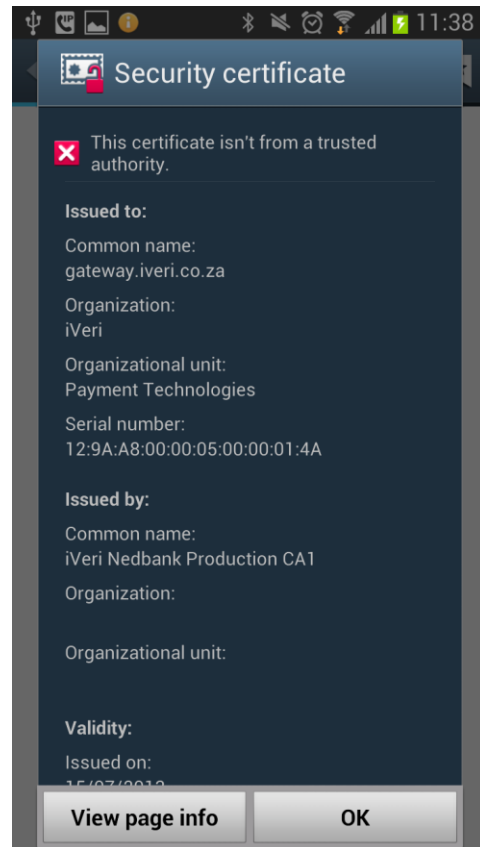 11:38
Security certificate
This certificate isn't from a trusted
authority.
Issued to:
Common name:
gateway.iveri.co.za
Organization:
iVeri
Organizational unit:
Payment Technologies
Serial number:
12:9A:A8:00:00:05:00:00:01:4A
Issued by:
Common name:
iVeri Nedbank Production CA1
Organization:
Organizational unit:
Validity:
Issued on:
View page info
OK